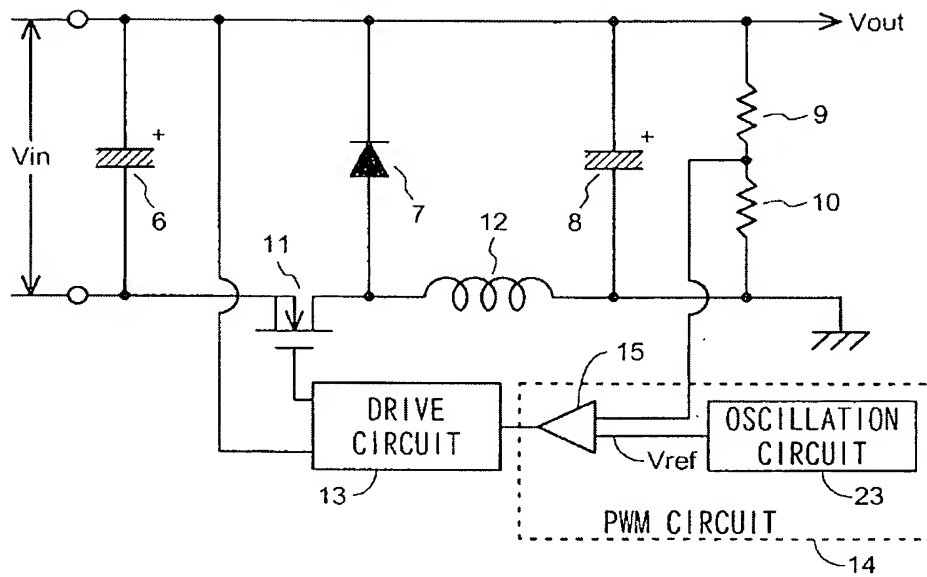 Vout
+
+
9
Vin
6
7
8
10
12
11
15
DRIVE
CIRCUIT
OSCILLATION
CIRCUIT
Vref
13
23
PWM CIRCUIT
14